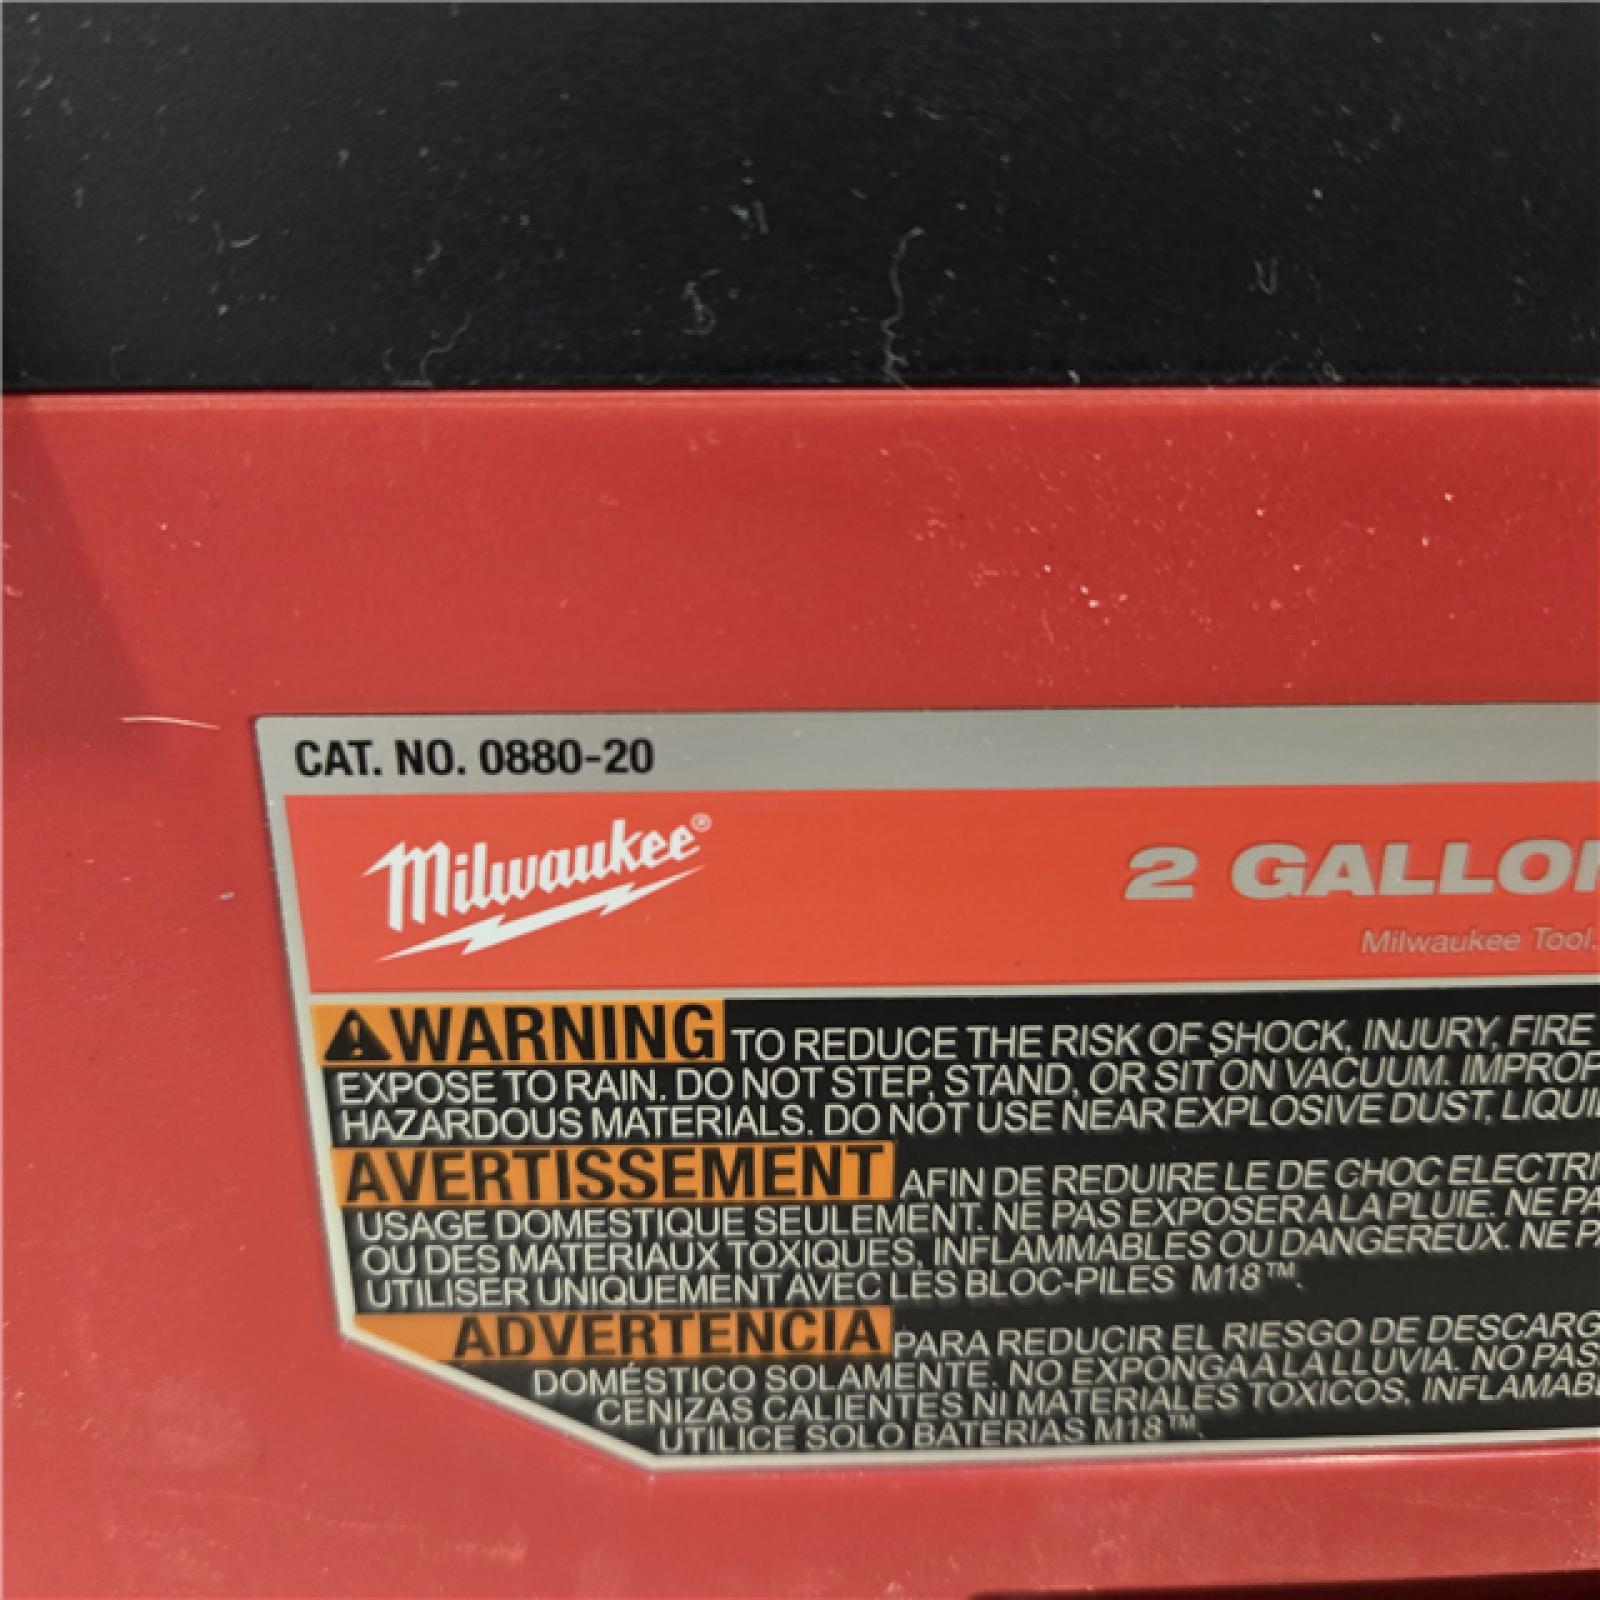 CAT. NO. 0880-20
Milwaukee®
2 GALLON
Milwaukee Tool.
WARNING TO REDUCE THE RISK OF SHOCK, INJURY, FIRE
EXPOSE TO RAIN. DO NOT STEP, STAND, OR SIT ON VACUUM. IMPROP
HAZARDOUS MATERIALS. DO NOT USE NEAR EXPLOSIVE DUST, LIQUI
AVERTISSEMENT AFIN DE REDUIRE LE DE CHOC ELECTRI
USAGE DOMESTIQUE SEULEMENT. NE PAS EXPOSER A LA PLUIE. NE PA
OU DES MATERIAUX TOXIQUES, INFLAMMABLES OU DANGEREUX. NE PA
UTILISER UNIQUEMENT AVEC LES BLOC-PILES M18™.
ADVERTENCIA PARA REDUCIR EL RIESGO DE DESCARG
DOMÉSTICO SOLAMENTE. NO EXPONGA A LA LLUVIA. NO PAS
CENIZAS CALIENTES NI MATERIALES TOXICOS, INFLAMAB
UTILICE SOLO BATERIAS M18™.